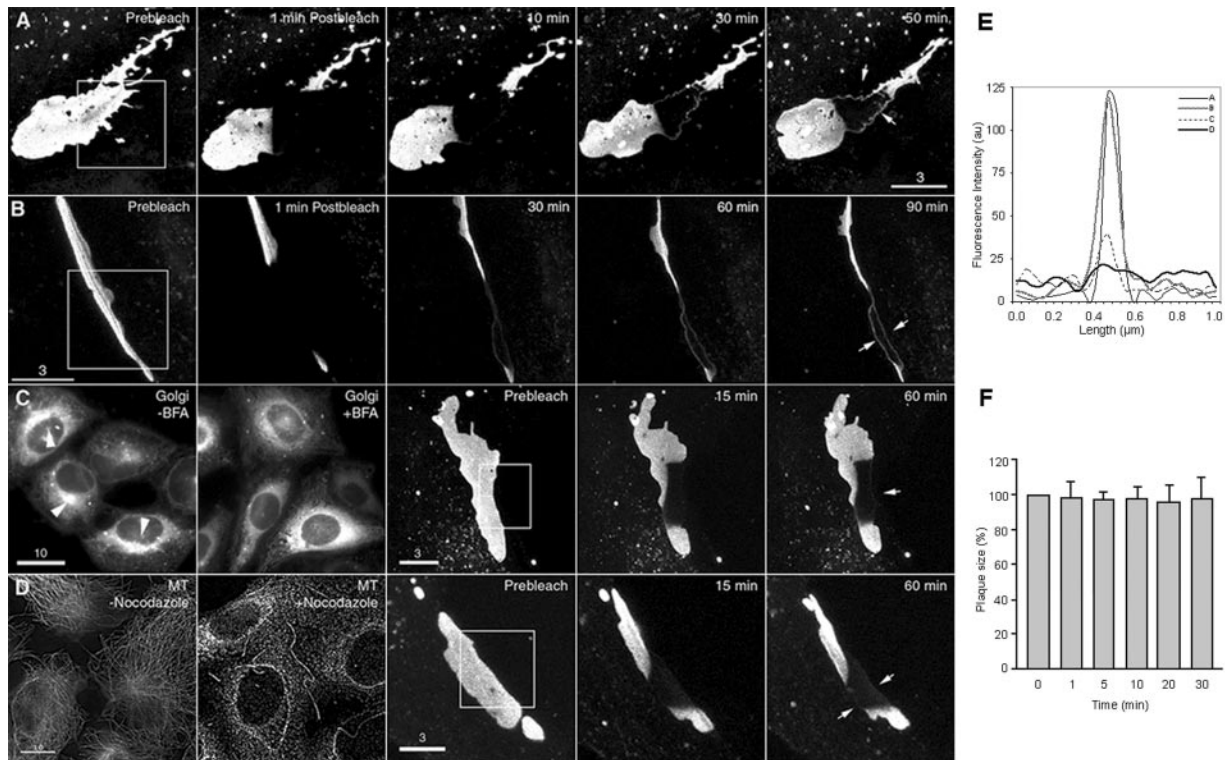 A
Prebleach
1 min Postbleach
10 min
30 min
50 min
3
B
Prebleach
1 min Postbleach
30 min
60 min
90 min
3
C
Golgi
-BFA
Golgi
+BFA
Prebleach
15 min
60 min
10
3
D
MT
-Nocodazole
MT
+Nocodazole
Prebleach
15 min
60 min
3
E
Fluorescence Intensity (au)
125
100
75
50
25
0
A
B
C
D
0.0
0.2
0.4
0.6
0.8
1.0
Length (µm)
F
Plaque size (%)
120
100
80
60
40
20
0
0
1
5
10
20
30
Time (min)